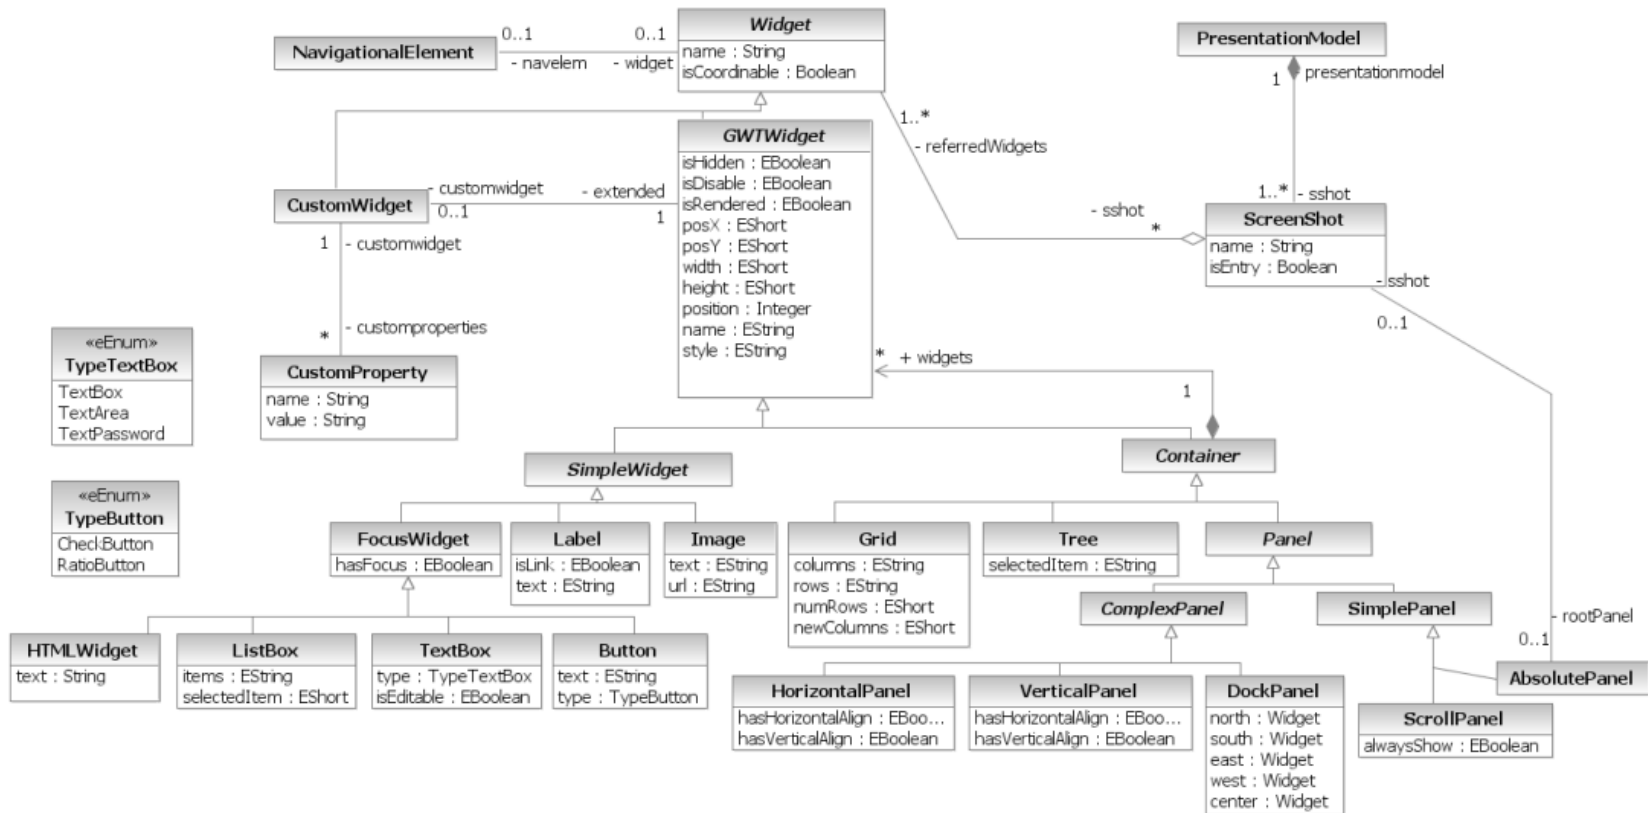 Widget
name : String
isCoordinable : Boolean
NavigationalElement
0..1
- navelem
0..1
- widget
PresentationModel
1
- presentationmodel
1..*
- sshot
1..*
- referredWidgets
GWTWidget
isHidden : EBoolean
isDisable : EBoolean
isRendered : EBoolean
posX : EShort
posY : EShort
width : EShort
height : EShort
position : Integer
name : EString
style : EString
CustomWidget
- customwidget
0..1
- extended
1
1
- customwidget
*
- customproperties
ScreenShot
name : String
isEntry : Boolean
- sshot
*
- sshot
0..1
«eEnum»
TypeTextBox
TextBox
TextArea
TextPassword
CustomProperty
name : String
value : String
*
+ widgets
1
SimpleWidget
Container
«eEnum»
TypeButton
CheckButton
RatioButton
FocusWidget
hasFocus : EBoolean
Label
isLink : EBoolean
text : EString
Image
text : EString
url : EString
Grid
columns : EString
rows : EString
numRows : EShort
newColumns : EShort
Tree
selectedItem : EString
Panel
ComplexPanel
SimplePanel
- rootPanel
0..1
HTMLWidget
text : String
ListBox
items : EString
selectedItem : EShort
TextBox
type : TypeTextBox
isEditable : EBoolean
Button
text : EString
type : TypeButton
HorizontalPanel
hasHorizontalAlign : EBoo...
hasVerticalAlign : EBoolean
VerticalPanel
hasHorizontalAlign : EBoo...
hasVerticalAlign : EBoolean
DockPanel
north : Widget
south : Widget
east : Widget
west : Widget
center : Widget
AbsolutePanel
ScrollPanel
alwaysShow : EBoolean